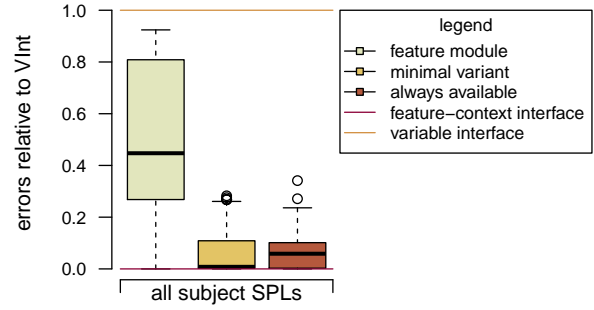 errors relative to VInt
1.0
0.8
0.6
0.4
0.2
0.0
all subject SPLs
legend
feature module
minimal variant
always available
feature−context interface
variable interface